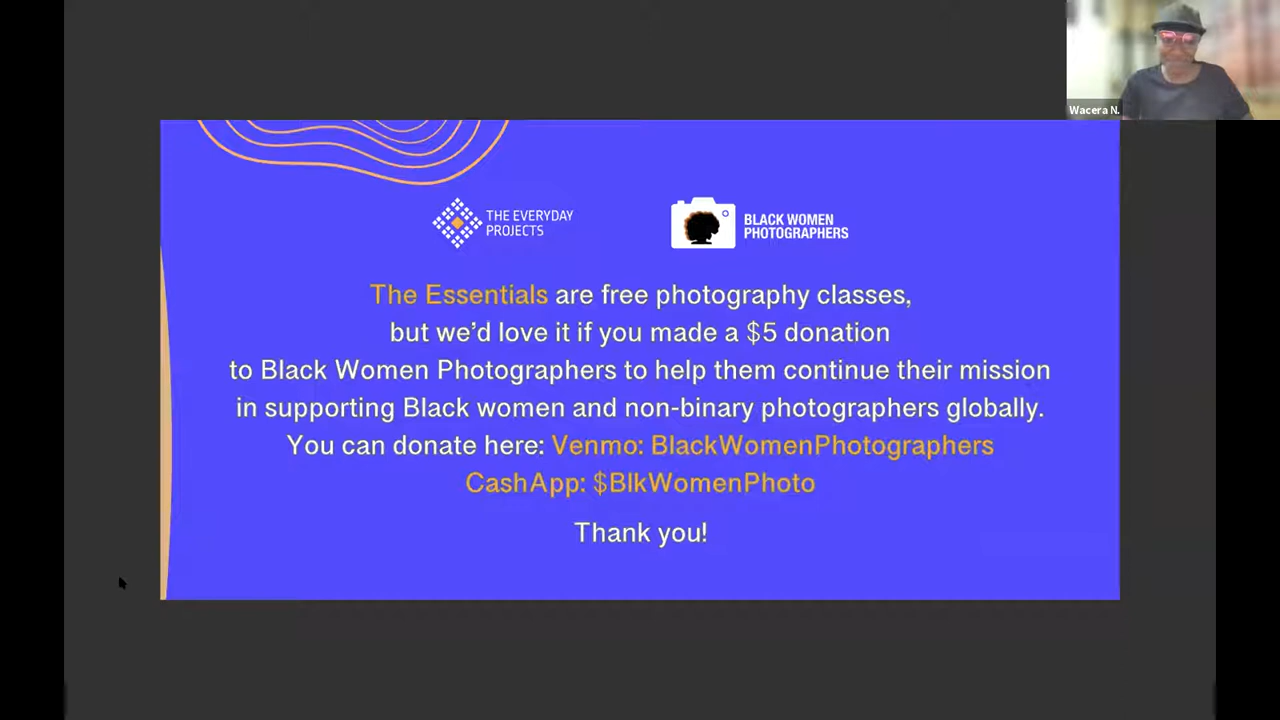 Wacera N.
THE EVERYDAY
PROJECTS
BLACK WOMEN
PHOTOGRAPHERS
The Essentials are free photography classes,
but we’d love it if you made a $5 donation
to Black Women Photographers to help them continue their mission
in supporting Black women and non-binary photographers globally.
You can donate here: Venmo: BlackWomenPhotographers
CashApp: $BlkWomenPhoto
Thank you!